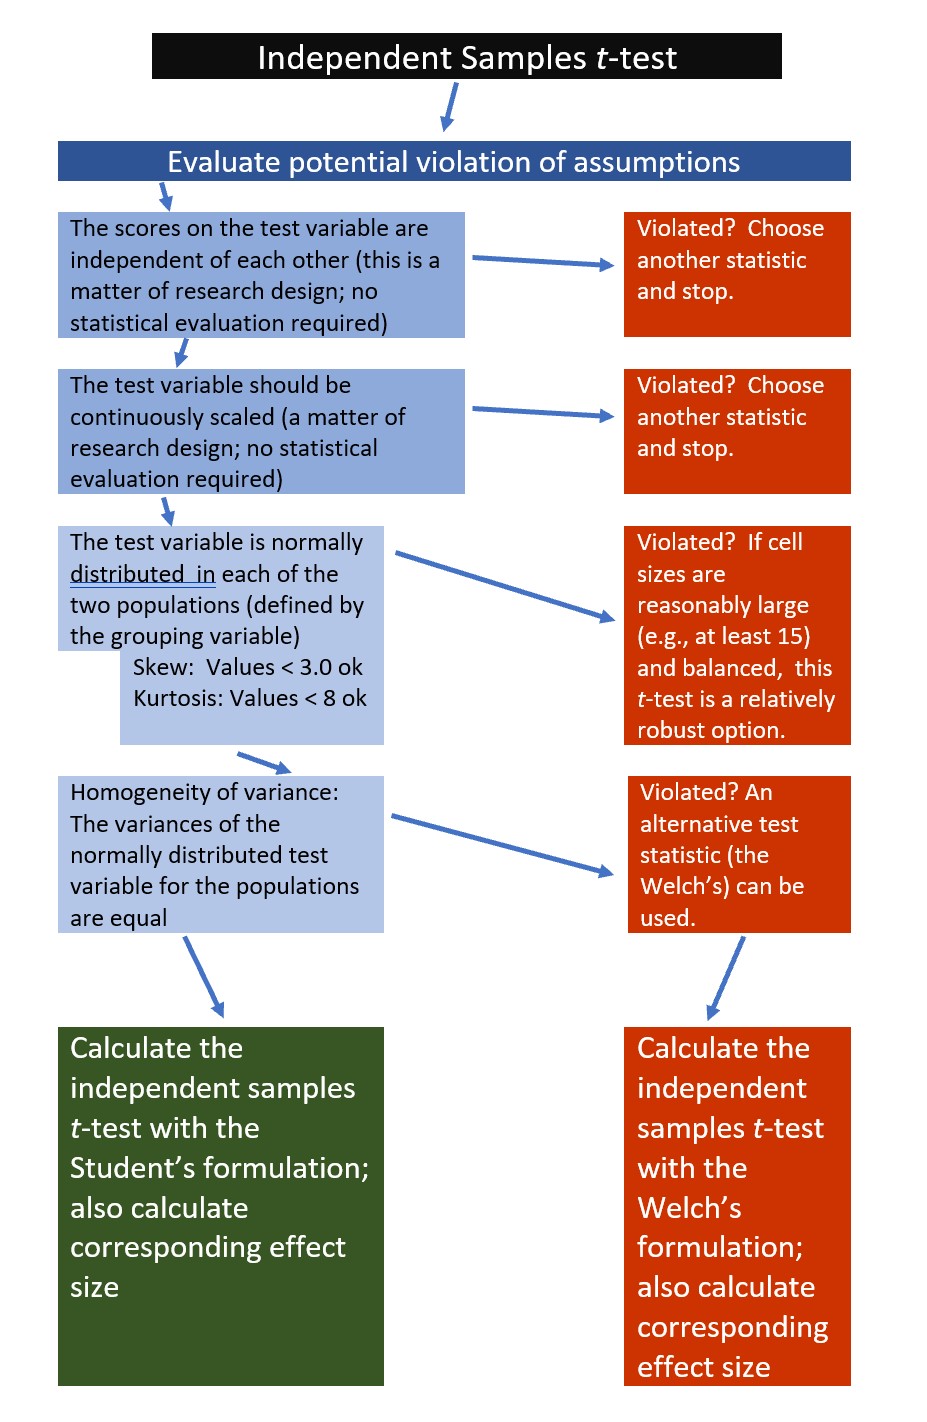 Independent Samples t-test
Evaluate potential violation of assumptions
The scores on the test variable are
independent of each other (this is a
matter of research design; no
statistical evaluation required)
Violated?  Choose
another statistic
and stop.
The test variable should be
continuously scaled (a matter of
research design; no statistical
evaluation required)
Violated?  Choose
another statistic
and stop.
The test variable is normally
distributed  in each of the
two populations (defined by
the grouping variable)
Skew:  Values < 3.0 ok
Kurtosis: Values < 8 ok
Violated?  If cell
sizes are
reasonably large
(e.g., at least 15)
and balanced,  this
t-test is a relatively
robust option.
Homogeneity of variance:
The variances of the
normally distributed test
variable for the populations
are equal
Violated? An
alternative test
statistic (the
Welch’s) can be
used.
Calculate the
independent samples
t-test with the
Student’s formulation;
also calculate
corresponding effect
size
Calculate the
independent
samples t-test
with the
Welch’s
formulation;
also calculate
corresponding
effect size